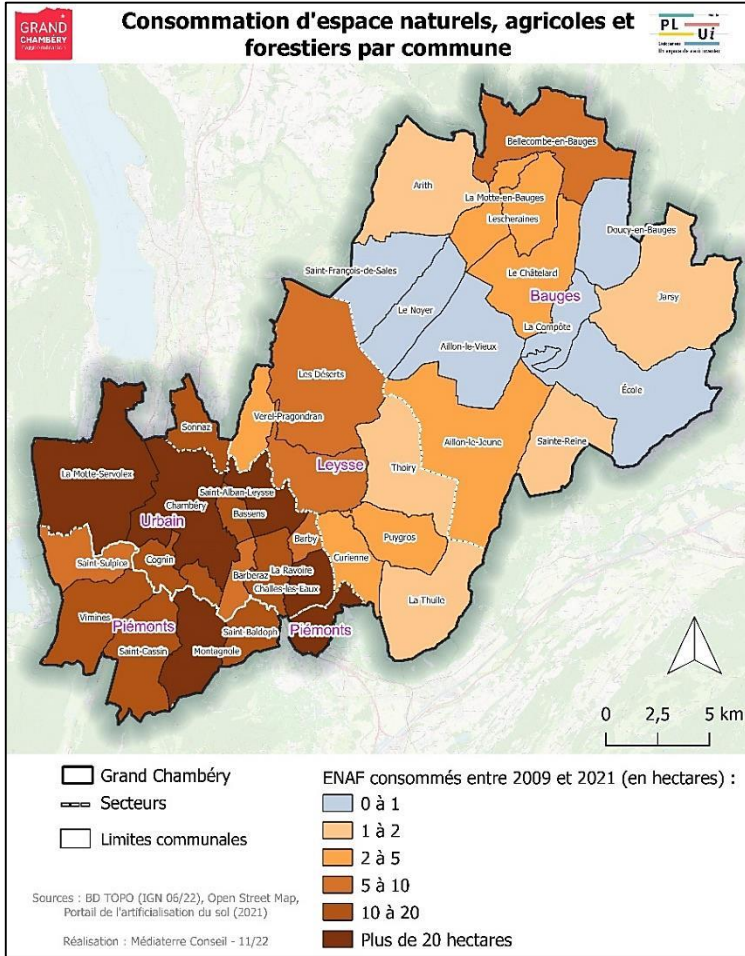 GRAND
CHAMBÉRY
Consommation d'espace naturels, agricoles et
forestiers par commune
PL
Ui
Bellecombe-en-Bauges
Arith
La Motte-en-Bauges
Lescheraines
Doucy-en-Bauges
Saint-François-de-Sales
Le Châtelard
Bauges
Jarsy
Le Noyer
La Compôte
Aillon-le-Vieux
École
Les Déserts
Verel-Pragondran
Aillon-le-Jeune
Sainte-Reine
Sonnaz
Leysse
Thoiry
La Motte-Servolex
Saint-Alban-Leysse
Chambéry
Urbain
Bassens
Barby
Puygros
Curienne
Saint-Sulpice
Cognin
La Ravoire
Barberaz
Challes-les-Eaux
La Thuile
Vimines
Piémonts
Saint-Baldoph
Piémonts
Saint-Cassin
Montagnole
0 2,5 5 km
Grand Chambéry
Secteurs
Limites communales
Sources : BD TOPO (IGN 06/22), Open Street Map,
Portail de l'artificialisation du sol (2021)
Réalisation : Médiaterre Conseil - 11/22
ENAF consommés entre 2009 et 2021 (en hectares) :
0 à 1
1 à 2
2 à 5
5 à 10
10 à 20
Plus de 20 hectares